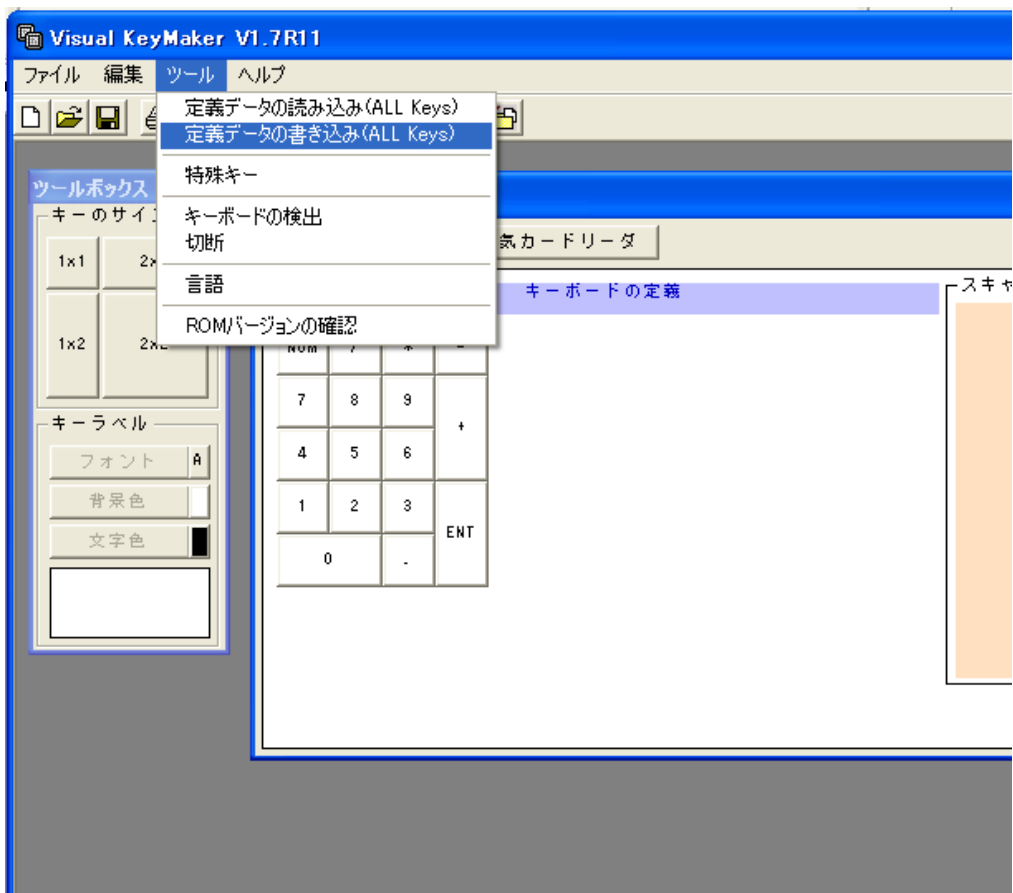 Visual KeyMaker V1.7R11
ファイル 編集 ツール ヘルプ
定義データの読み込み(ALL Keys)
定義データの書き込み(ALL Keys)
特殊キー
キーボードの検出
切断
言語
ROMバージョンの確認
ツールボックス
キーのサイ
1x1
1x2
キーラベル
フォント A
背景色
文字色
気カードリーダ
キーボードの定義
スキャ
7 8 9 +
4 5 6
1 2 3 ENT
0 .